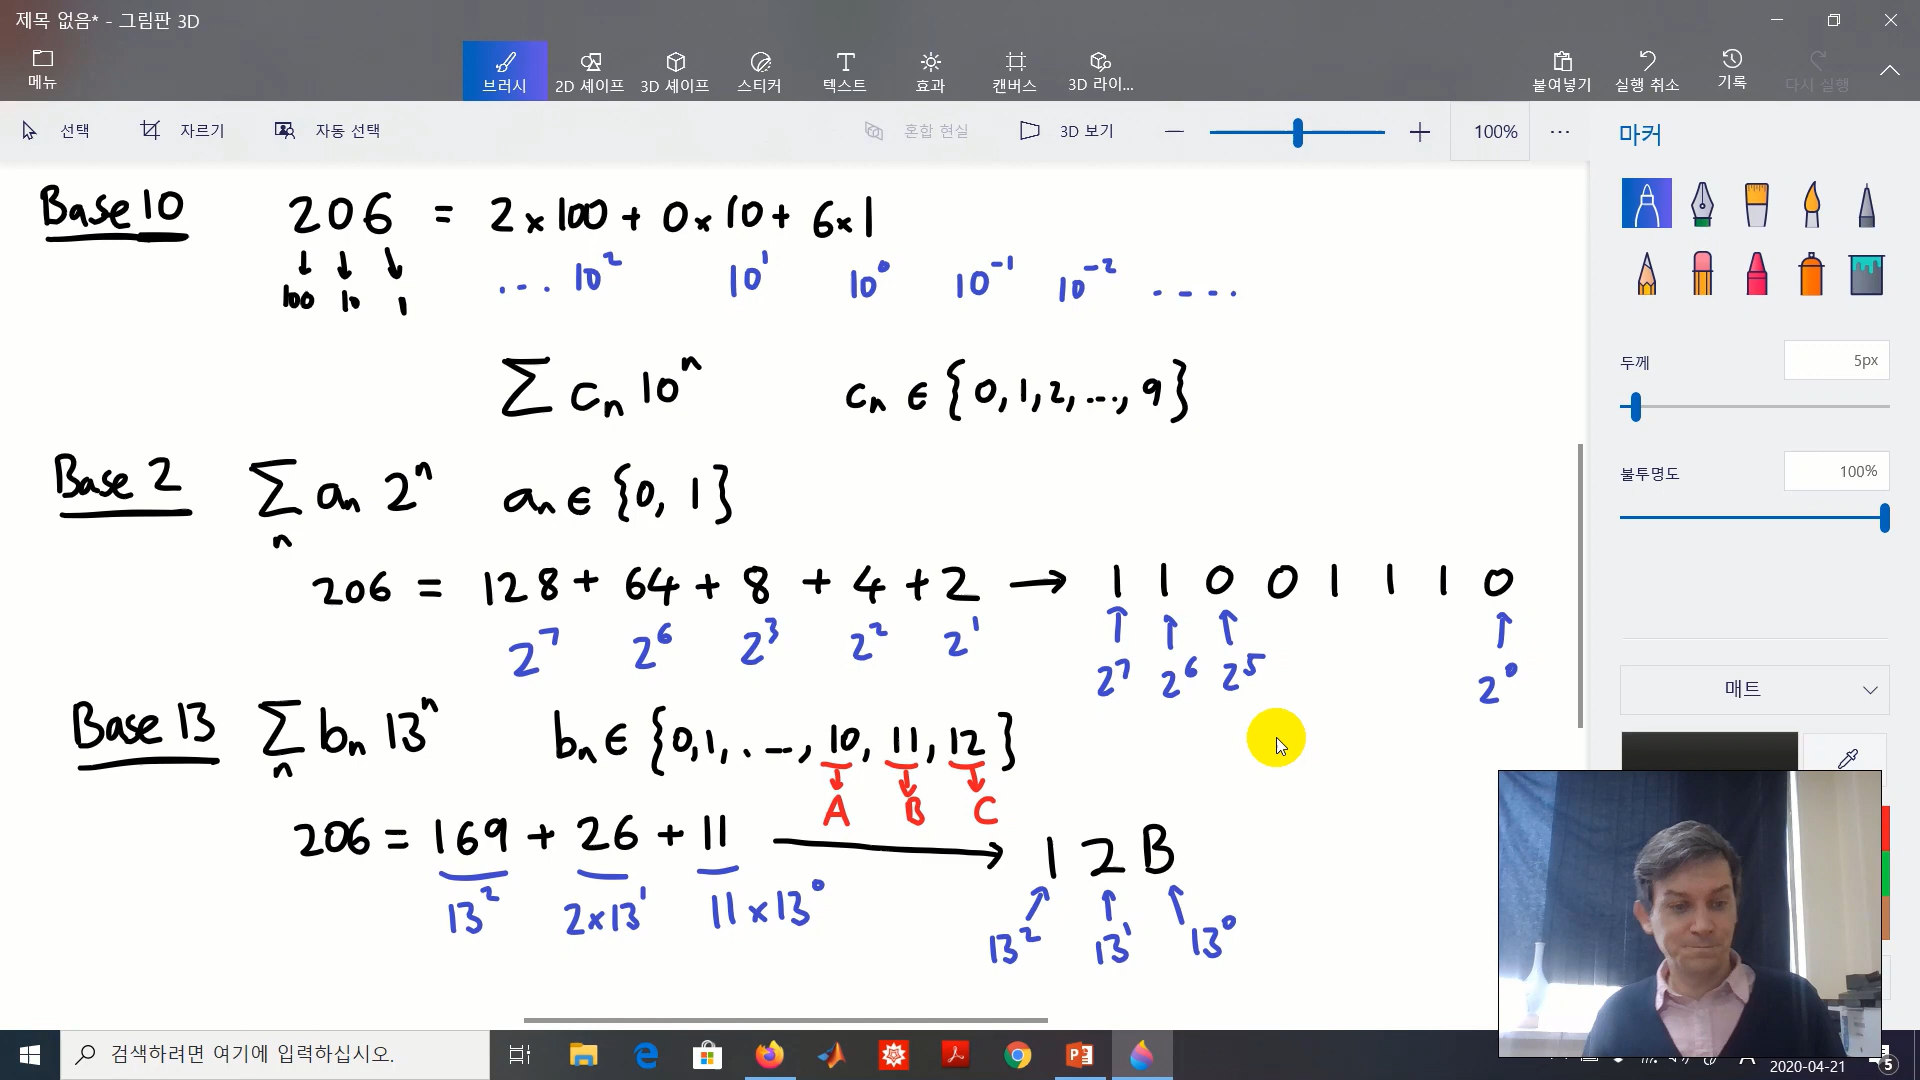 제목 없음* - 그림판 3D
메뉴
브러시 2D 셰이프 3D 셰이프 스티커 텍스트 효과 캔버스 3D 라이... 붙여넣기 실행 취소 기록 다시 실행
선택 자르기 자동 선택 혼합 현실 3D 보기 100% ...
마커
두께 5px
불투명도 100%
매트
Base 10 206 = 2 × 100 + 0 × 10 + 6 × 1
100 10 1
... 10² 10¹ 10⁰ 10⁻¹ 10⁻² ....
∑ cₙ 10ⁿ cₙ ∈ {0, 1, 2, ..., 9}
Base 2 ∑ₙ aₙ 2ⁿ aₙ ∈ {0, 1}
206 = 128 + 64 + 8 + 4 + 2 → 1 1 0 0 1 1 1 0
2⁷ 2⁶ 2³ 2² 2¹ 2⁷ 2⁶ 2⁵ 2⁰
Base 13 ∑ₙ bₙ 13ⁿ bₙ ∈ {0, 1, ..., 10, 11, 12}
A B C
206 = 169 + 26 + 11 → 1 2 B
13² 2×13¹ 11×13⁰ 13² 13¹ 13⁰
검색하려면 여기에 입력하십시오.
2020-04-21 5